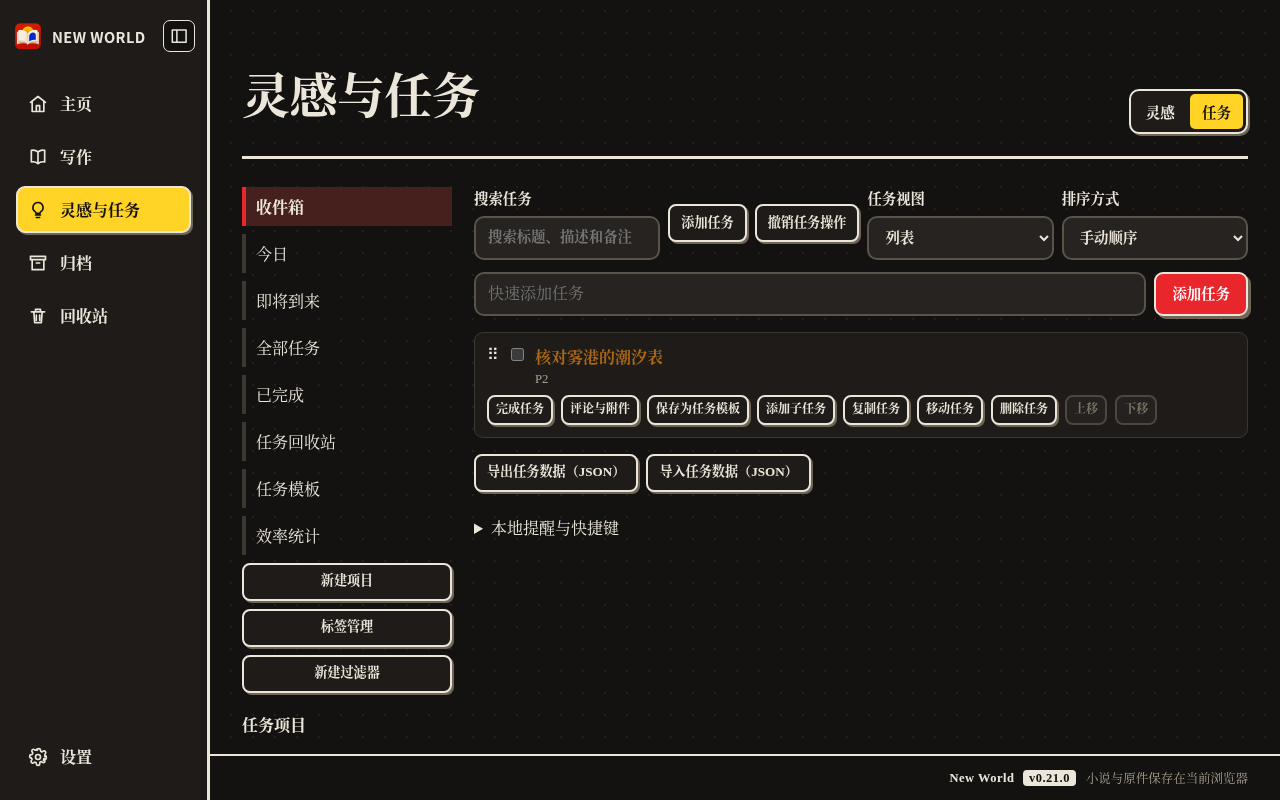 NEW WORLD
主页
写作
灵感与任务
归档
回收站
设置
灵感与任务
灵感
任务
收件箱
今日
即将到来
全部任务
已完成
任务回收站
任务模板
效率统计
新建项目
标签管理
新建过滤器
任务项目
搜索任务
搜索标题、描述和备注
添加任务
撤销任务操作
任务视图
列表
排序方式
手动顺序
快速添加任务
添加任务
核对雾港的潮汐表
P2
完成任务
评论与附件
保存为任务模板
添加子任务
复制任务
移动任务
删除任务
上移
下移
导出任务数据（JSON）
导入任务数据（JSON）
本地提醒与快捷键
New World v0.21.0 小说与原件保存在当前浏览器